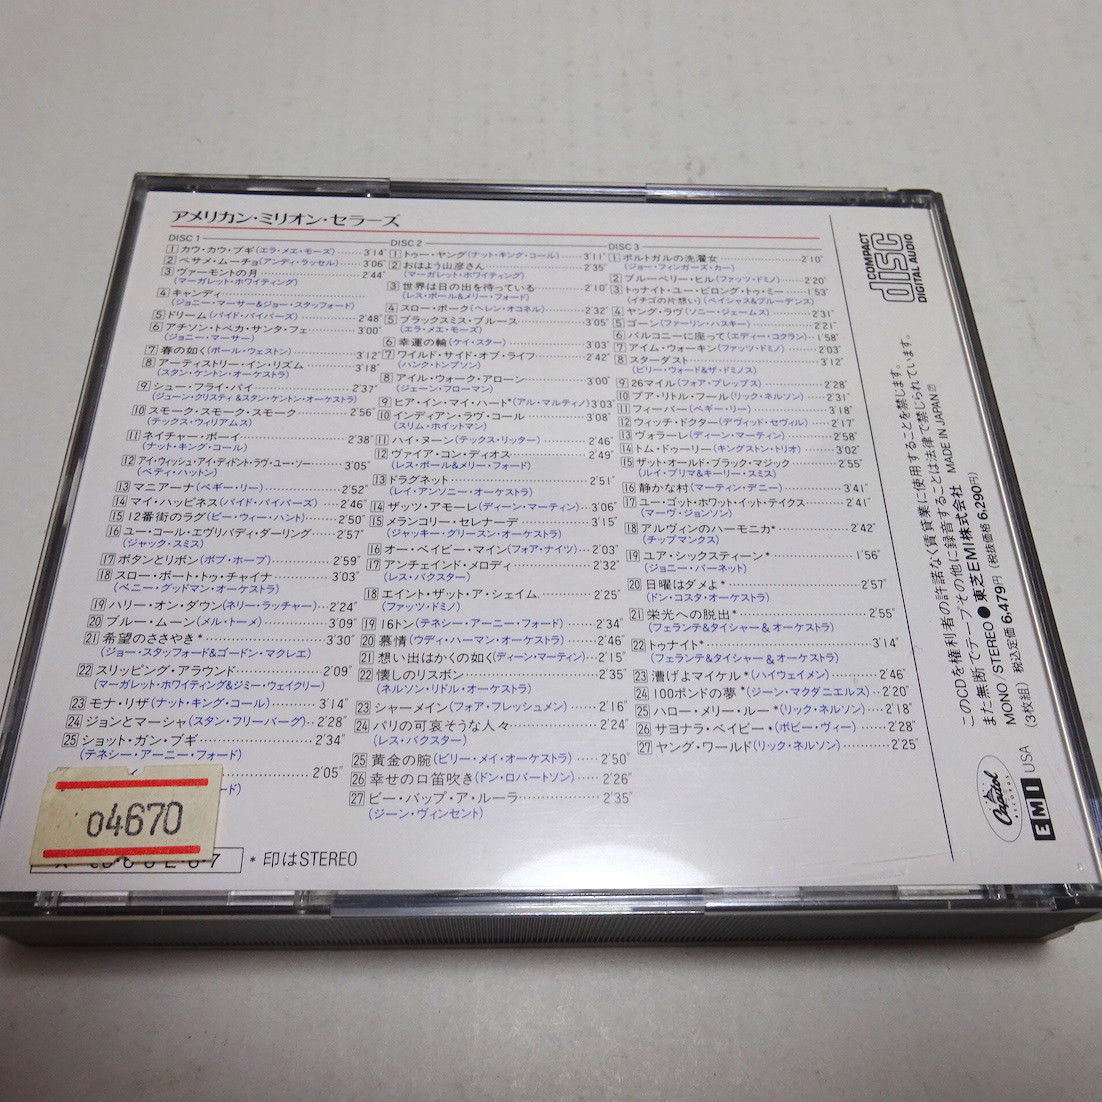 アメリカン・ミリオン・セラーズ
DISC 1
1 カウ・カウ・ブギ(エラ・メエ・モーズ) 3'14"
2 ベサメ・ムーチョ(アンディ・ラッセル) 3'06"
3 ヴァーモントの月 2'44"
(マーガレット・ホワイティング)
4 キャンディ
(ジョニー・マーサー&ジョー・スタッフォード)
5 ドリーム(パイド・パイパーズ) 2'48"
6 アチソン・トペカ・サンタ・フェ 3'00"
(ジョニー・マーサー)
7 春の如く(ポール・ウェストン) 3'12"
8 アーティストリー・イン・リズム 3'18"
(スタン・ケントン・オーケストラ)
9 シュー・フライ・パイ 2'37"
(ジューン・クリスティ&スタン・ケントン・オーケストラ)
10 スモーク・スモーク・スモーク 2'56"
(テックス・ウィリアムス)
11 ネイチャー・ボーイ 2'38"
(ナット・キング・コール)
12 アイ・ウィッシュ・アイ・ディドント・ラヴ・ユー・ソー 3'05"
(ベティ・ハットン)
13 マニアーナ(ペギー・リー) 2'52"
14 マイ・ハッピネス(パイド・パイパーズ) 2'46"
15 12番街のラグ(ピー・ウィー・ハント) 2'50"
16 ユー・コール・エヴリバディ・ダーリング 2'57"
(ジャック・スミス)
17 ボタンとリボン(ボブ・ホープ) 2'59"
18 スロー・ボート・トゥ・チャイナ 3'03"
(ベニー・グッドマン・オーケストラ)
19 ハリー・オン・ダウン(ネリー・ラッチャー) 2'24"
20 ブルー・ムーン(メル・トーメ) 3'09"
21 希望のささやき* 3'30"
(ジョー・スタッフォード&ゴードン・マクレエ)
22 スリッピング・アラウンド 2'09"
(マーガレット・ホワイティング&ジミー・ウェイクリー)
23 モナ・リザ(ナット・キング・コール) 3'14"
24 ジョンとマーシャ(スタン・フリーバーグ) 2'28"
25 ショット・ガン・ブギ 2'34"
(テネシー・アーニー・フォード)
2'05"
ード)
DISC 2
1 トゥー・ヤング(ナット・キング・コール) 3'11"
2 おはよう山彦さん 2'35"
(マーガレット・ホワイティング)
3 世界は日の出を待っている 2'10"
(レス・ポール&メリー・フォード)
4 スロー・ポーク(ヘレン・オコネル) 2'32"
5 ブラックスミス・ブルース 3'05"
(エラ・メエ・モーズ)
6 幸運の輪(ケイ・スター) 3'03"
7 ワイルド・サイド・オブ・ライフ 2'42"
(ハンク・トンプソン)
8 アイル・ウォーク・アローン 3'00"
(ジェーン・フローマン)
9 ヒア・イン・マイ・ハート*(アル・マルティノ) 3'03"
10 インディアン・ラヴ・コール 3'08"
(スリム・ホイットマン)
11 ハイ・ヌーン(テックス・リッター) 2'46"
12 ヴァイア・コン・ディオス 2'49"
(レス・ポール&メリー・フォード)
13 ドラグネット 2'51"
(レイ・アンソニー・オーケストラ)
14 ザッツ・アモーレ(ディーン・マーティン) 3'06"
15 メランコリー・セレナーデ 3'15"
(ジャッキー・グリースン・オーケストラ)
16 オー・ベイビー・マイン(フォア・ナイツ) 2'03"
17 アンチェインド・メロディ 2'32"
(レス・バクスター)
18 エイント・ザット・ア・シェイム 2'25"
(ファッツ・ドミノ)
19 16トン(テネシー・アーニー・フォード) 2'34"
20 慕情(ウディ・ハーマン・オーケストラ) 2'46"
21 想い出はかくの如く(ディーン・マーティン) 2'15"
22 懐しのリスボン 2'35"
(ネルソン・リドル・オーケストラ)
23 シャーメイン(フォア・フレッシュメン) 2'16"
24 パリの可哀そうな人々 2'24"
(レス・バクスター)
25 黄金の腕(ビリー・メイ・オーケストラ) 2'50"
26 幸せの口笛吹き(ドン・ロバートソン) 2'26"
27 ビー・バップ・ア・ルーラ 2'35"
(ジーン・ヴィンセント)
DISC 3
1 ポルトガルの洗濯女 2'10"
(ジョー・フィンガーズ・カー)
2 ブルーベリー・ヒル(ファッツ・ドミノ) 2'20"
3 トゥナイト・ユー・ビロング・トゥ・ミー 1'53"
(イチゴの片想い)(ペイシャス&プルーデンス)
4 ヤング・ラヴ(ソニー・ジェームス) 2'31"
5 ゴーン(ファーリン・ハスキー) 2'21"
6 バルコニーに座って(エディー・コクラン) 1'58"
7 アイム・ウォーキン(ファッツ・ドミノ) 2'03"
8 スターダスト 3'12"
(ビリー・ワード&ザ・ドミノス)
9 26マイル(フォア・プレップス) 2'28"
10 プア・リトル・フール(リック・ネルソン) 2'31"
11 フィーバー(ペギー・リー) 3'18"
12 ウィッチ・ドクター(デヴィッド・セヴィル) 2'17"
13 ヴォラーレ(ディーン・マーティン) 2'58"
14 トム・ドゥーリー(キングストン・トリオ) 3'02"
15 ザット・オールド・ブラック・マジック 2'55"
(ルイ・プリマ&キーリー・スミス)
16 静かな村(マーティン・デニー) 3'41"
17 ユー・ゴット・ホワット・イット・テイクス 2'41"
(マーヴ・ジョンソン)
18 アルヴィンのハーモニカ* 2'42"
(チップマンクス)
19 ユア・シックスティーン* 1'56"
(ジョニー・バーネット)
20 日曜はダメよ* 2'57"
(ドン・コスタ・オーケストラ)
21 栄光への脱出* 2'55"
(フェランテ&タイシャー&オーケストラ)
22 トゥナイト* 3'14"
(フェランテ&タイシャー&オーケストラ)
23 漕げよマイケル*(ハイウェイメン) 2'46"
24 100ポンドの夢*(ジーン・マクダニエルス) 2'20"
25 ハロー・メリー・ルー*(リック・ネルソン) 2'18"
26 サヨナラ・ベイビー*(ボビー・ヴィー) 2'28"
27 ヤング・ワールド(リック・ネルソン) 2'25"
04670
* 印はSTEREO
COMPACT
disc
DIGITAL AUDIO
このCDを権利者の許諾なく賃貸業に使用することを禁じます。
また無断でテープその他に録音することは法律で禁じられています。
MONO/STEREO ● 東芝EMI株式会社 MADE IN JAPAN
(3枚組) 税込定価6,479円(税抜価格6,290円)
Capitol
RECORDS
EMI USA